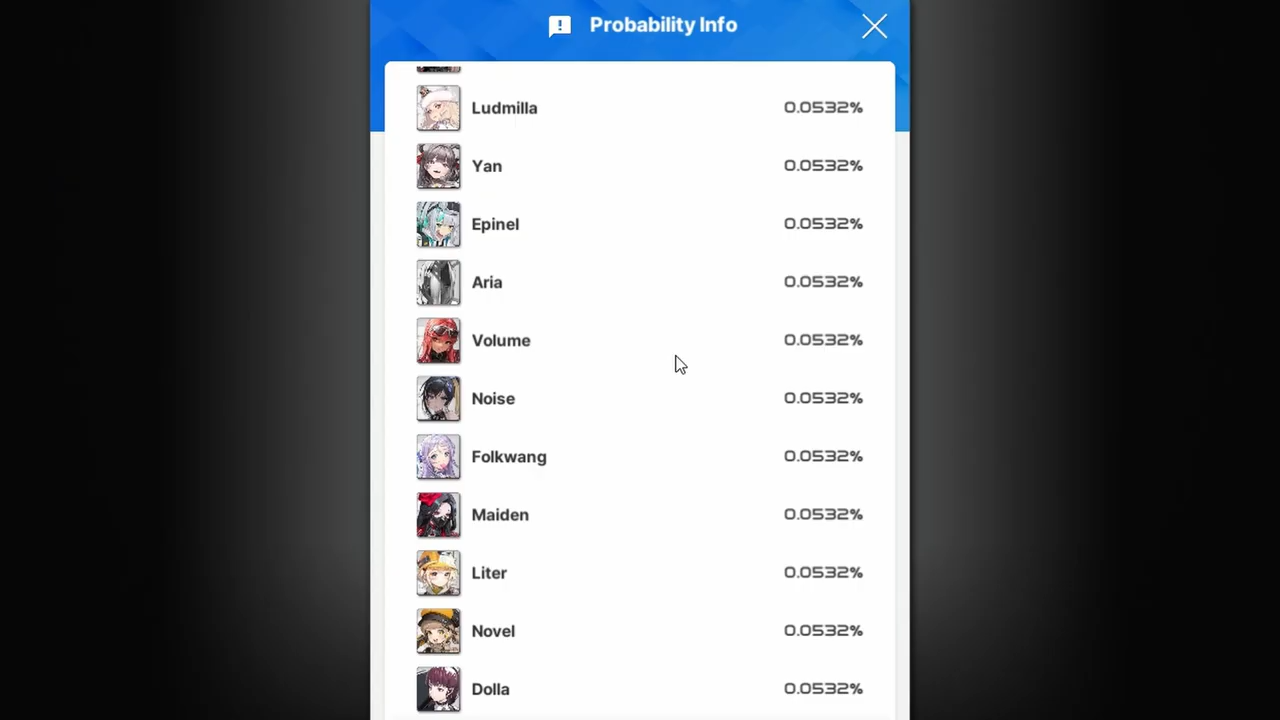 Probability Info
Ludmilla 0.0532%
Yan 0.0532%
Epinel 0.0532%
Aria 0.0532%
Volume 0.0532%
Noise 0.0532%
Folkwang 0.0532%
Maiden 0.0532%
Liter 0.0532%
Novel 0.0532%
Dolla 0.0532%